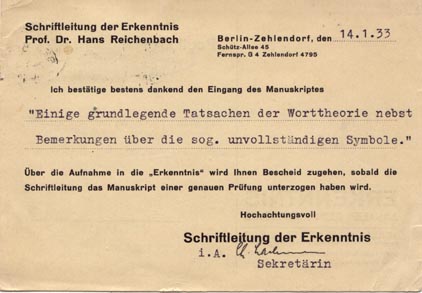 Schriftleitung der Erkenntnis
Prof. Dr. Hans Reichenbach
Berlin-Zehlendorf, den 14.1.33
Schütz-Allee 45
Fernspr. G 4 Zehlendorf 4795
Ich bestätige bestens dankend den Eingang des Manuskriptes
"Einige grundlegende Tatsachen der Worttheorie nebst
Bemerkungen über die sog. unvollständigen Symbole."
Über die Aufnahme in die „Erkenntnis” wird Ihnen Bescheid zugehen, sobald die
Schriftleitung das Manuskript einer genauen Prüfung unterzogen haben wird.
Hochachtungsvoll
Schriftleitung der Erkenntnis
i.A.
Sekretärin